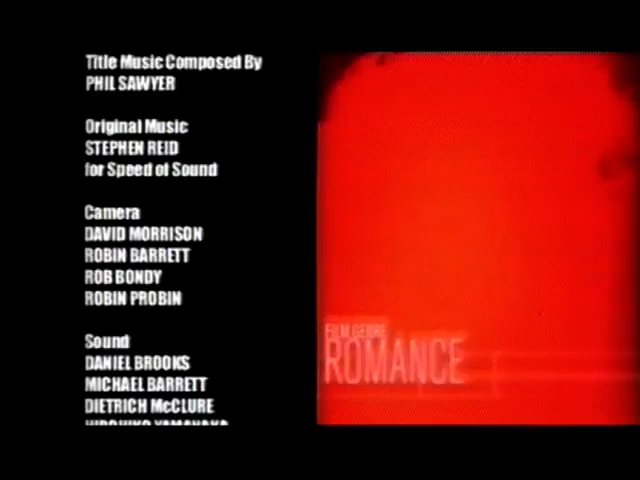 Title Music Composed By
PHIL SAWYER
Original Music
STEPHEN REID
for Speed of Sound
Camera
DAVID MORRISON
ROBIN BARRETT
ROB BONDY
ROBIN PROBIN
Sound
DANIEL BROOKS
MICHAEL BARRETT
DIETRICH McCLURE
FILM GENRE
ROMANCE